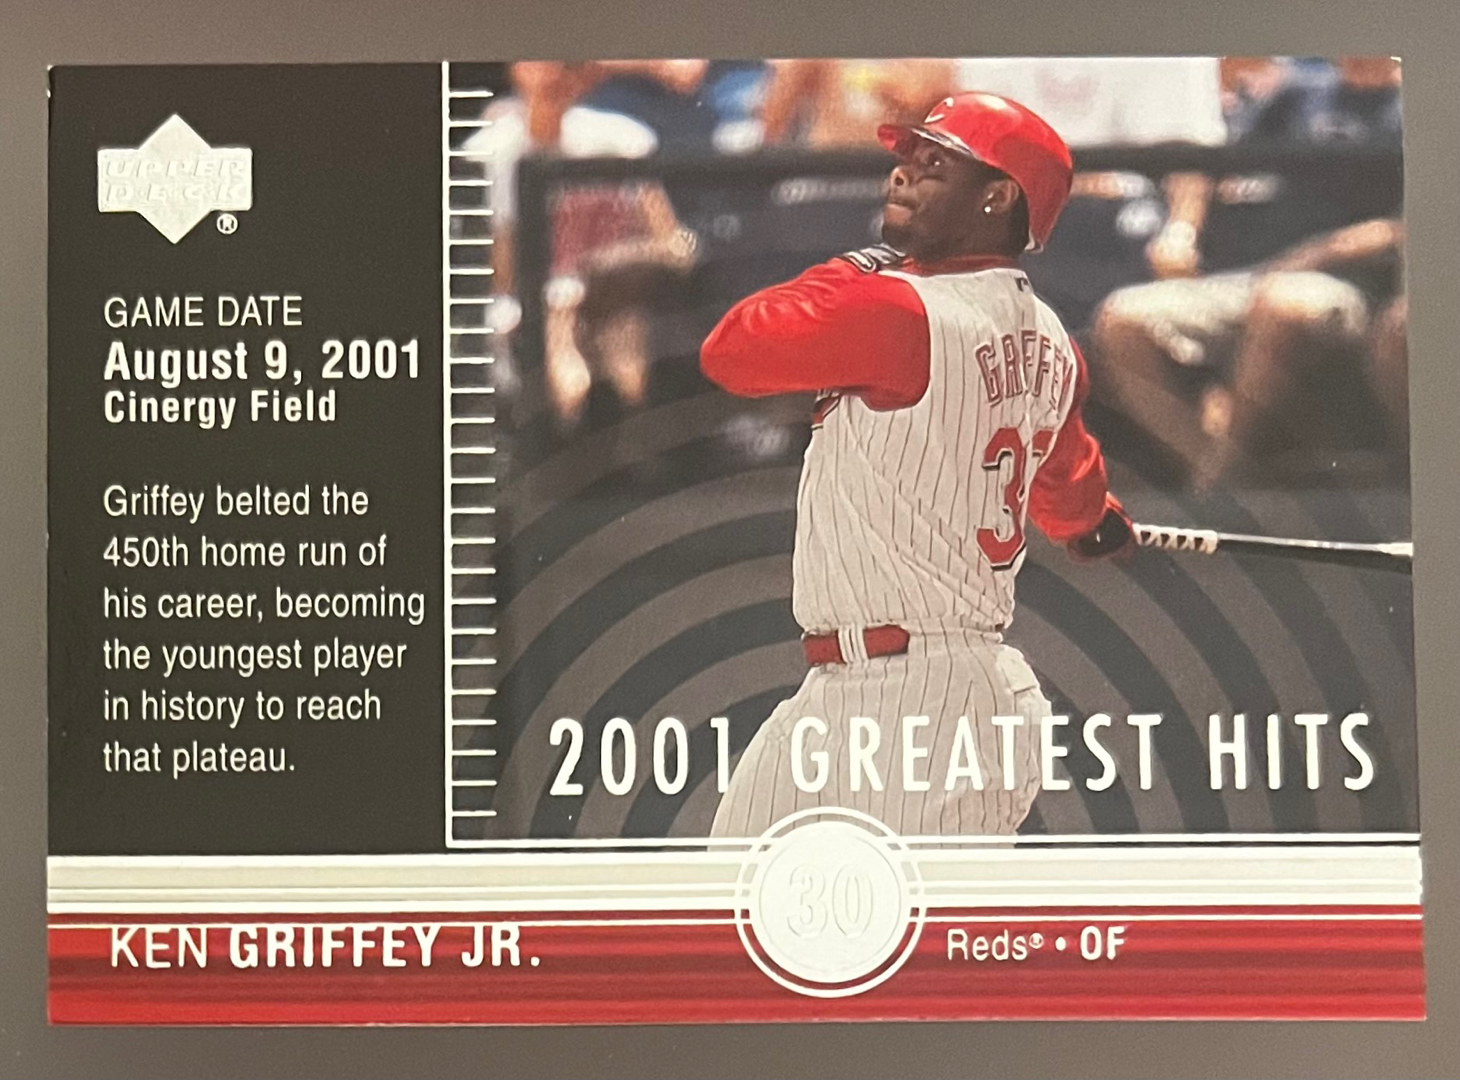 UPPER
DECK®
GAME DATE
August 9, 2001
Cinergy Field
Griffey belted the
450th home run of
his career, becoming
the youngest player
in history to reach
that plateau.
GRIFFEY
30
2001 GREATEST HITS
30
KEN GRIFFEY JR.
Reds® • OF